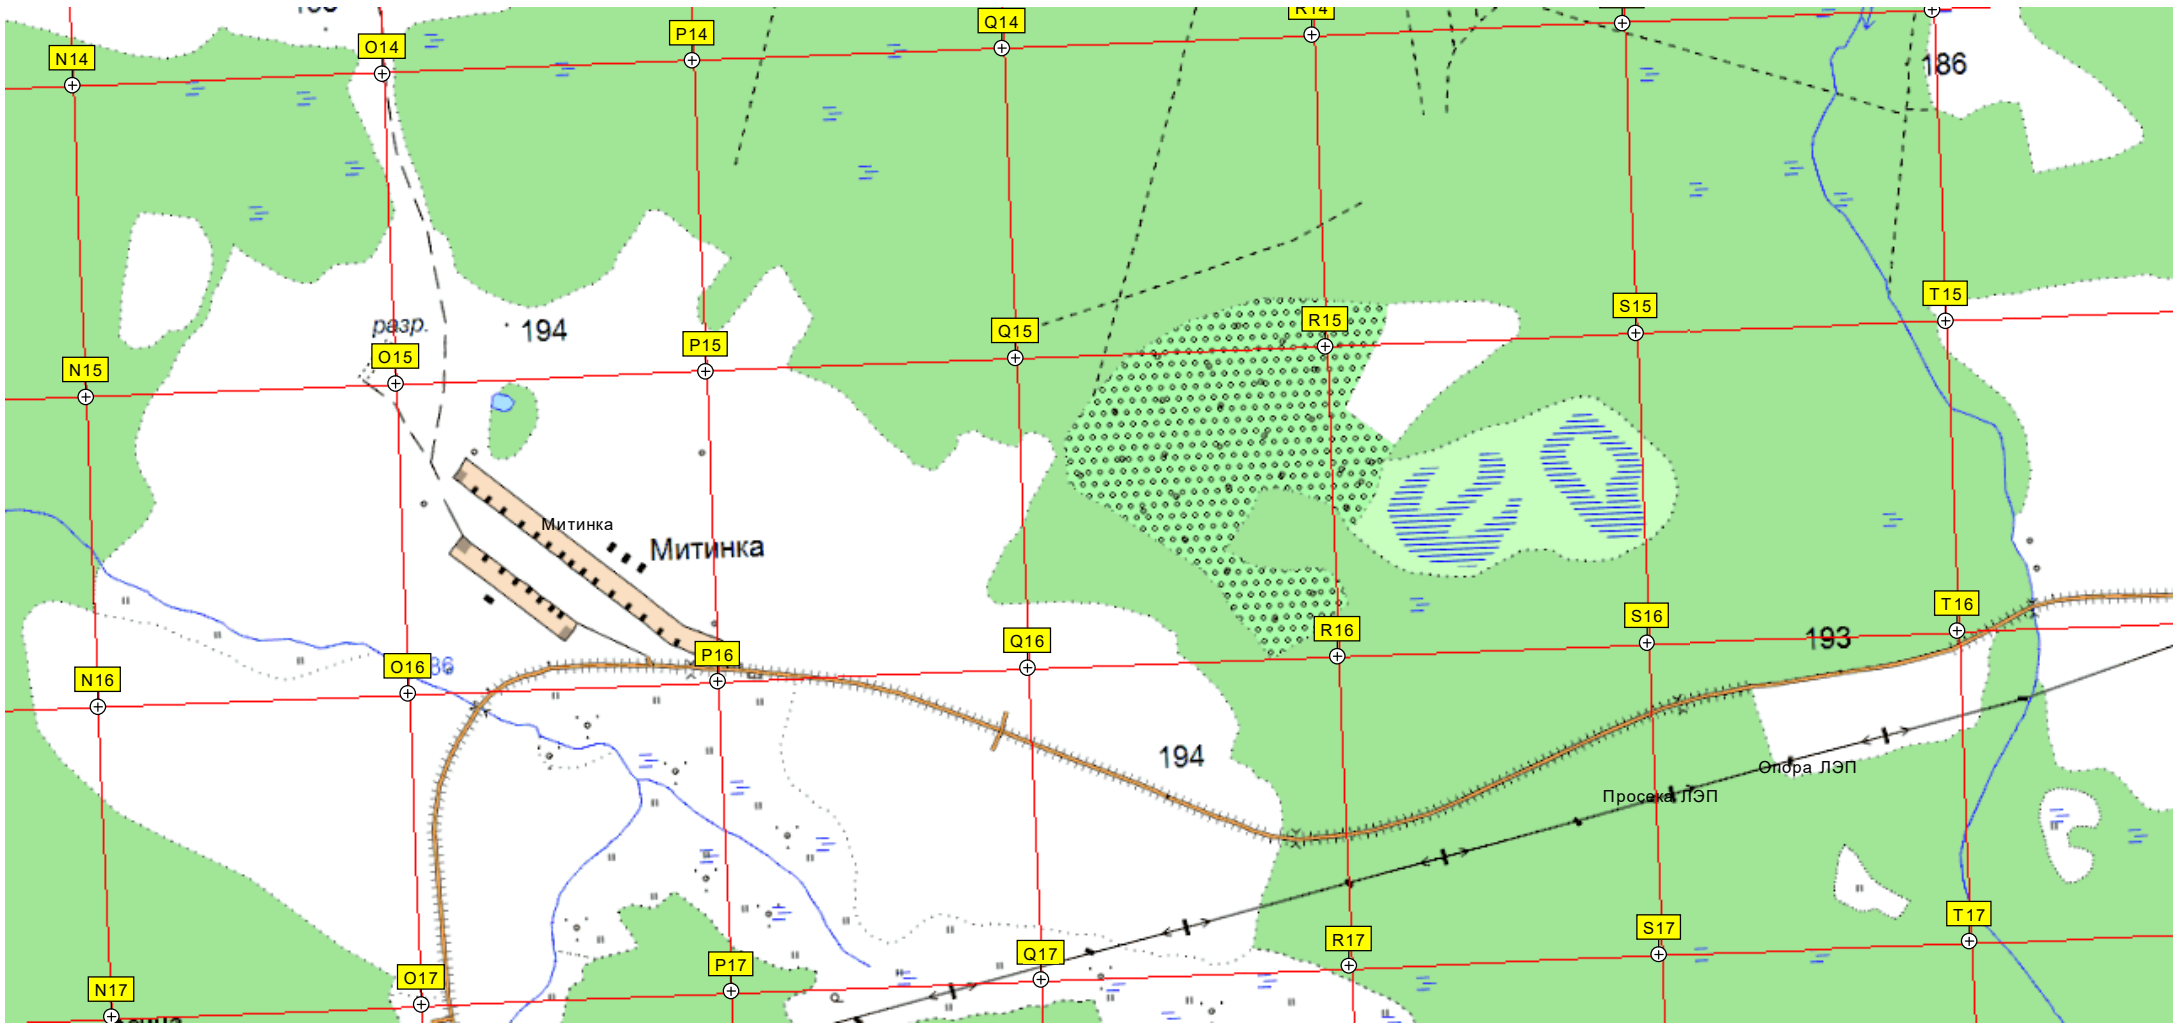 Q14
R14
P14
O14
N14
186
T15
S15
R15
разр.
194
Q15
P15
O15
N15
Митинка
Митинка
T16
S16
R16
193
Q16
P16
O16
86
N16
194
Опора ЛЭП
Просека ЛЭП
T17
S17
R17
Q17
P17
O17
N17